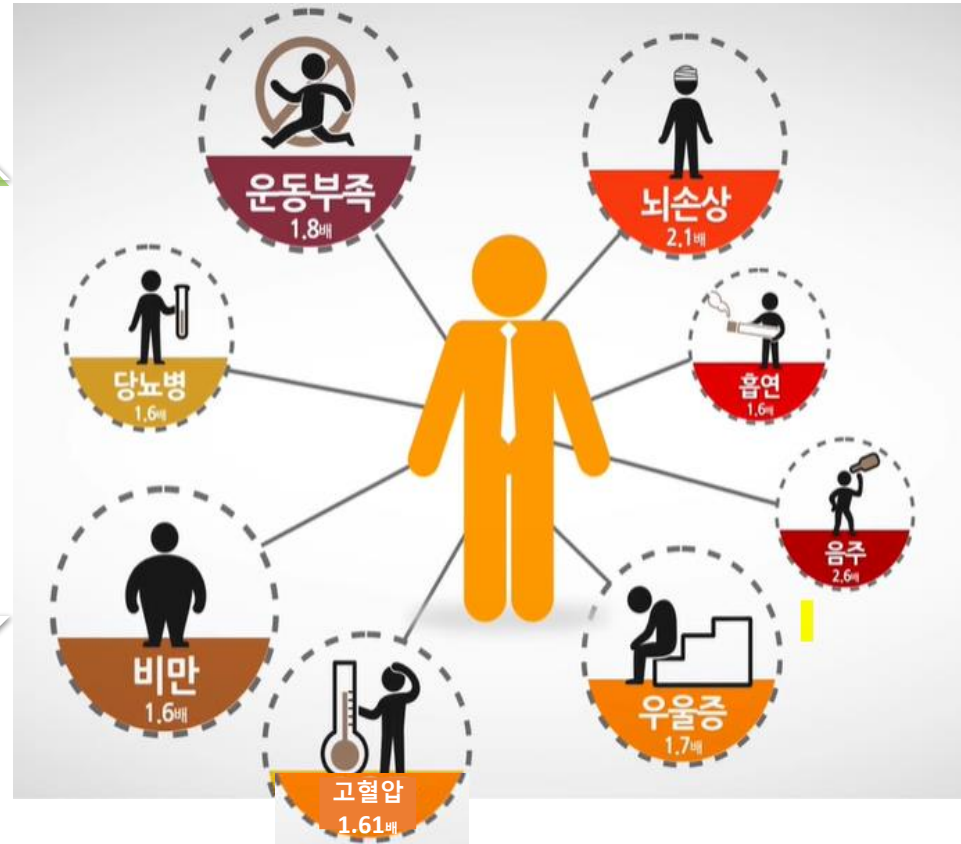 운동부족
1.8배
뇌손상
2.1배
당뇨병
1.6배
흡연
1.6배
음주
2.6배
비만
1.6배
우울증
1.7배
고혈압
1.61배